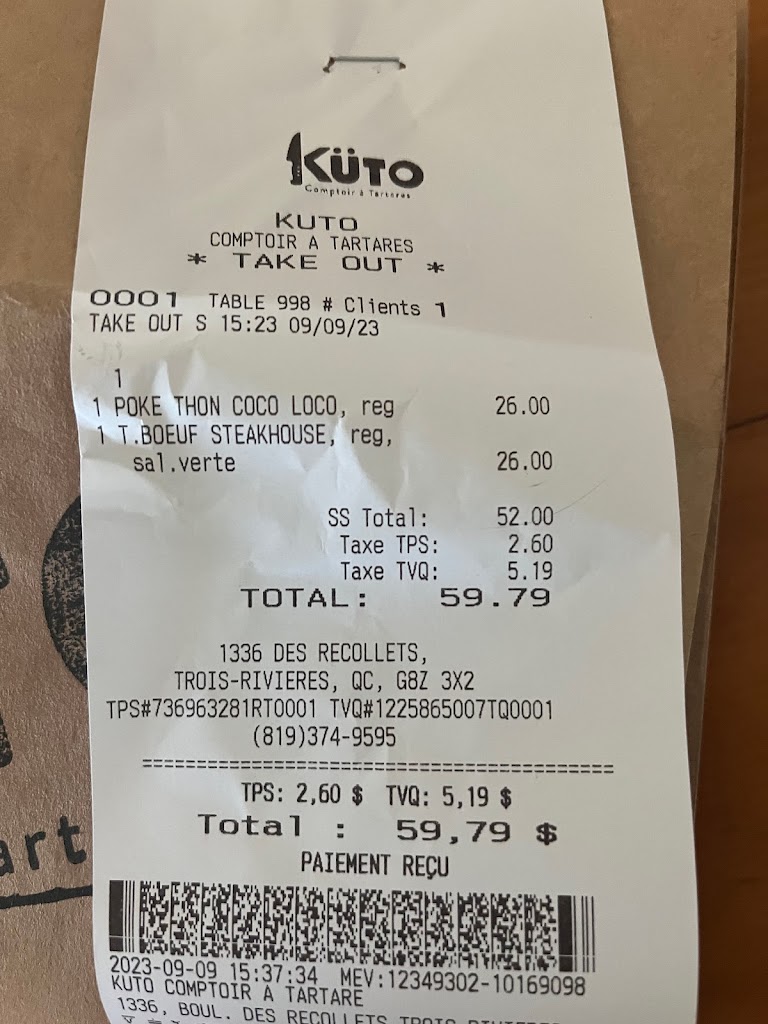 KÜTO
Comptoir à Tartares
KUTO
COMPTOIR A TARTARES
* TAKE OUT *
0001 TABLE 998 # Clients 1
TAKE OUT S 15:23 09/09/23
1
1 POKE THON COCO LOCO, reg 26.00
1 T.BOEUF STEAKHOUSE, reg,
sal.verte 26.00
SS Total: 52.00
Taxe TPS: 2.60
Taxe TVQ: 5.19
TOTAL: 59.79
1336 DES RECOLLETS,
TROIS-RIVIERES, QC, G8Z 3X2
TPS#736963281RT0001 TVQ#1225865007TQ0001
(819)374-9595
=============================================
TPS: 2,60 $ TVQ: 5,19 $
Total : 59,79 $
PAIEMENT REÇU
art
2023-09-09 15:37:34 MEV:12349302-10169098
KUTO COMPTOIR À TARTARE
1336, BOUL. DES RECOLLETS TROIS-RIVIERES